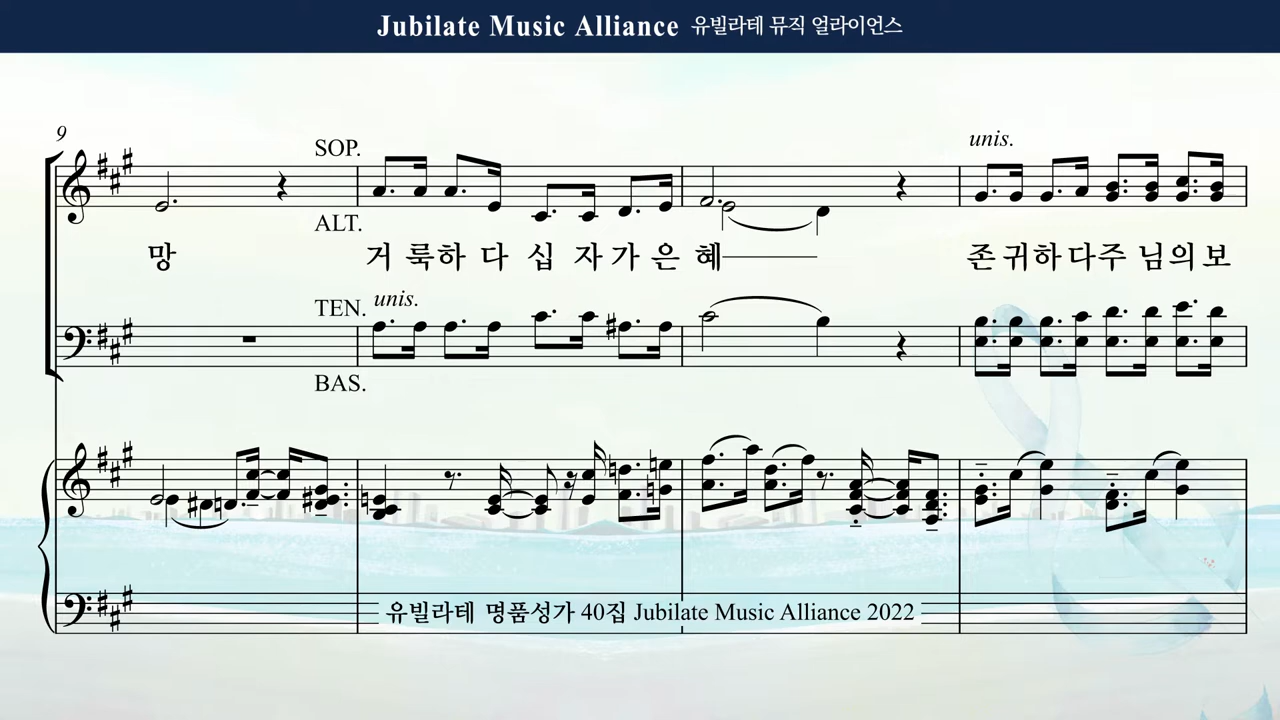 Jubilate Music Alliance 유빌라테 뮤직 얼라이언스
9
SOP.
unis.
ALT.
망 거 룩하 다 십 자 가 은 혜 존 귀 하 다 주 님 의 보
TEN. unis.
BAS.
유빌라테 명품성가 40집 Jubilate Music Alliance 2022